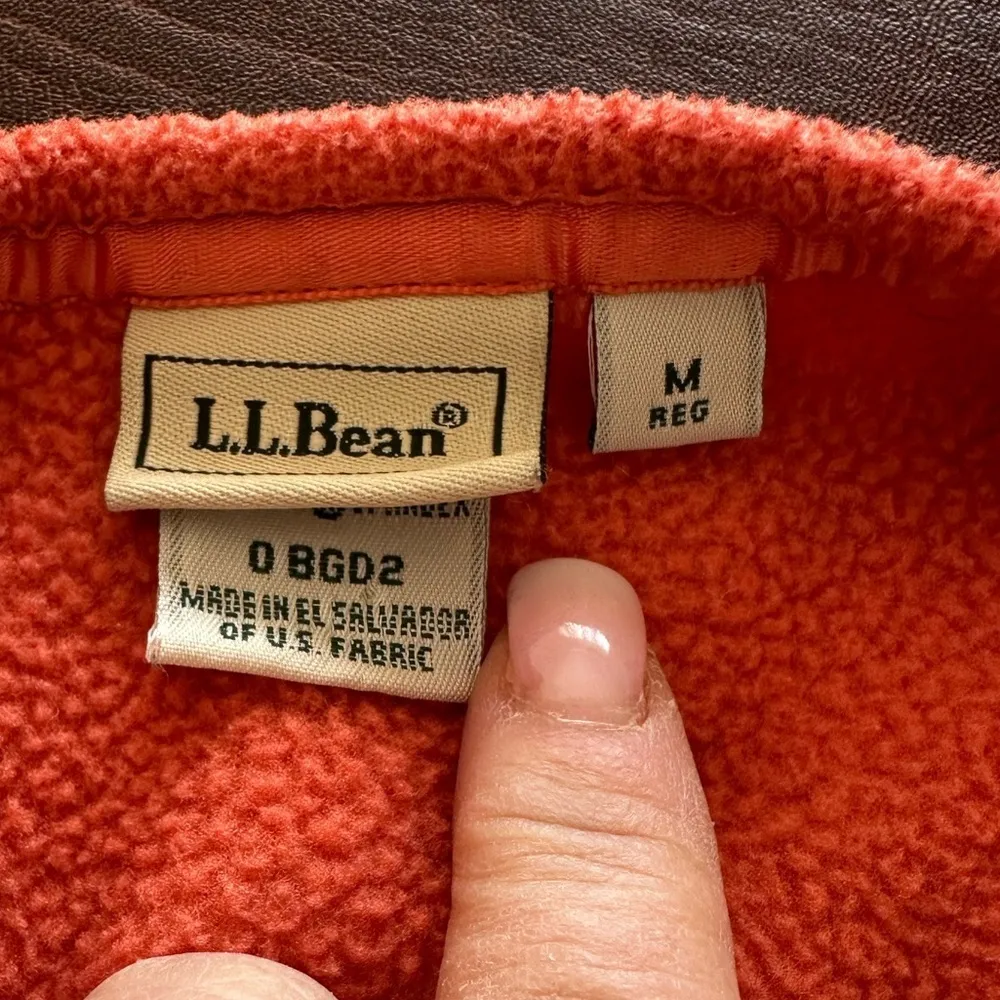 L.L.Bean®
M
REG
0 BGD2
MADE IN EL SALVADOR
OF U.S. FABRIC